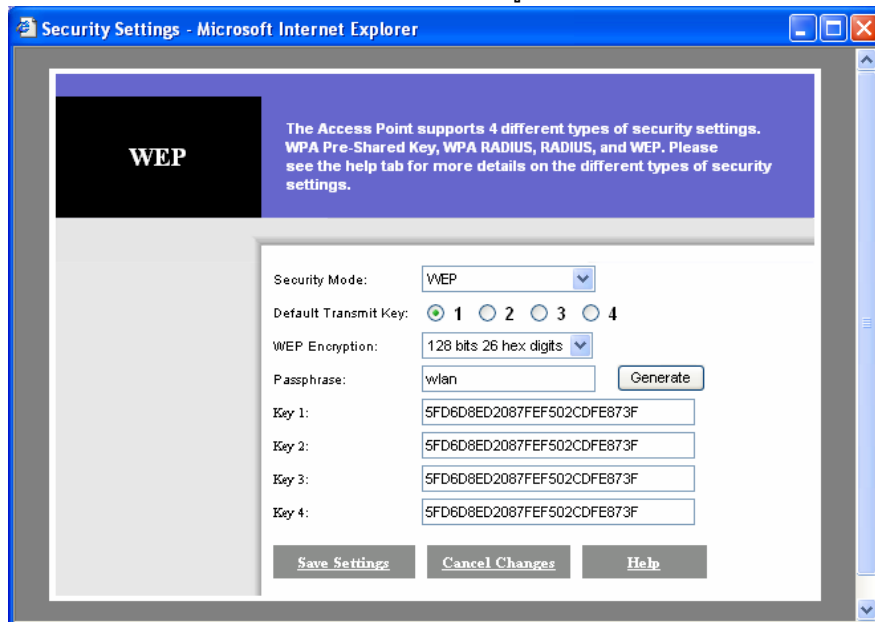 Security Settings - Microsoft Internet Explorer
WEP
The Access Point supports 4 different types of security settings.
WPA Pre-Shared Key, WPA RADIUS, RADIUS, and WEP. Please
see the help tab for more details on the different types of security
settings.
Security Mode: WEP
Default Transmit Key: 1 2 3 4
WEP Encryption: 128 bits 26 hex digits
Passphrase: wlan Generate
Key 1: 5FD6D8ED2087FEF502CDFE873F
Key 2: 5FD6D8ED2087FEF502CDFE873F
Key 3: 5FD6D8ED2087FEF502CDFE873F
Key 4: 5FD6D8ED2087FEF502CDFE873F
Save Settings Cancel Changes Help